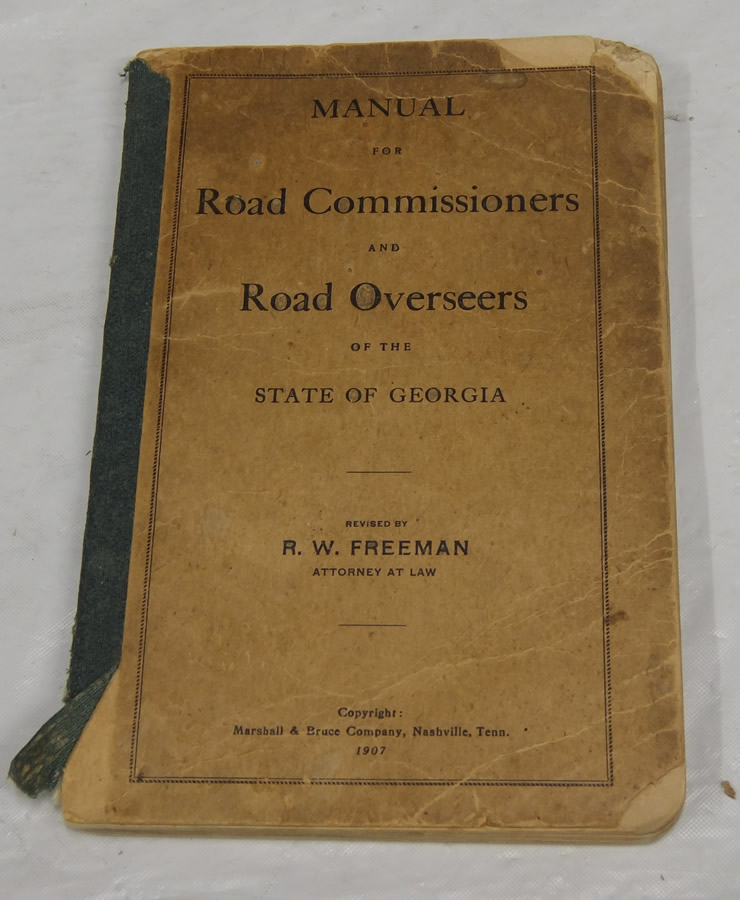 MANUAL
FOR
Road Commissioners
AND
Road Overseers
OF THE
STATE OF GEORGIA
REVISED BY
R. W. FREEMAN
ATTORNEY AT LAW
Copyright:
Marshall & Bruce Company, Nashville, Tenn.
1907